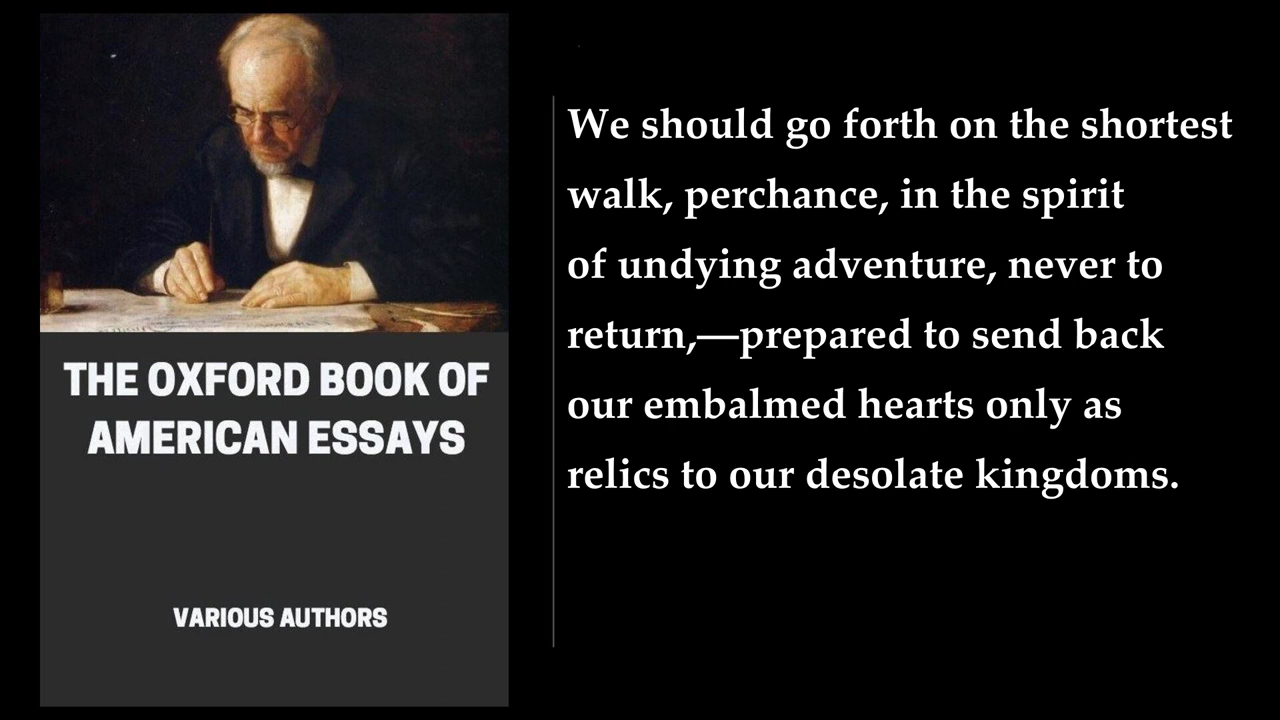 THE OXFORD BOOK OF
AMERICAN ESSAYS
VARIOUS AUTHORS
We should go forth on the shortest
walk, perchance, in the spirit
of undying adventure, never to
return,—prepared to send back
our embalmed hearts only as
relics to our desolate kingdoms.